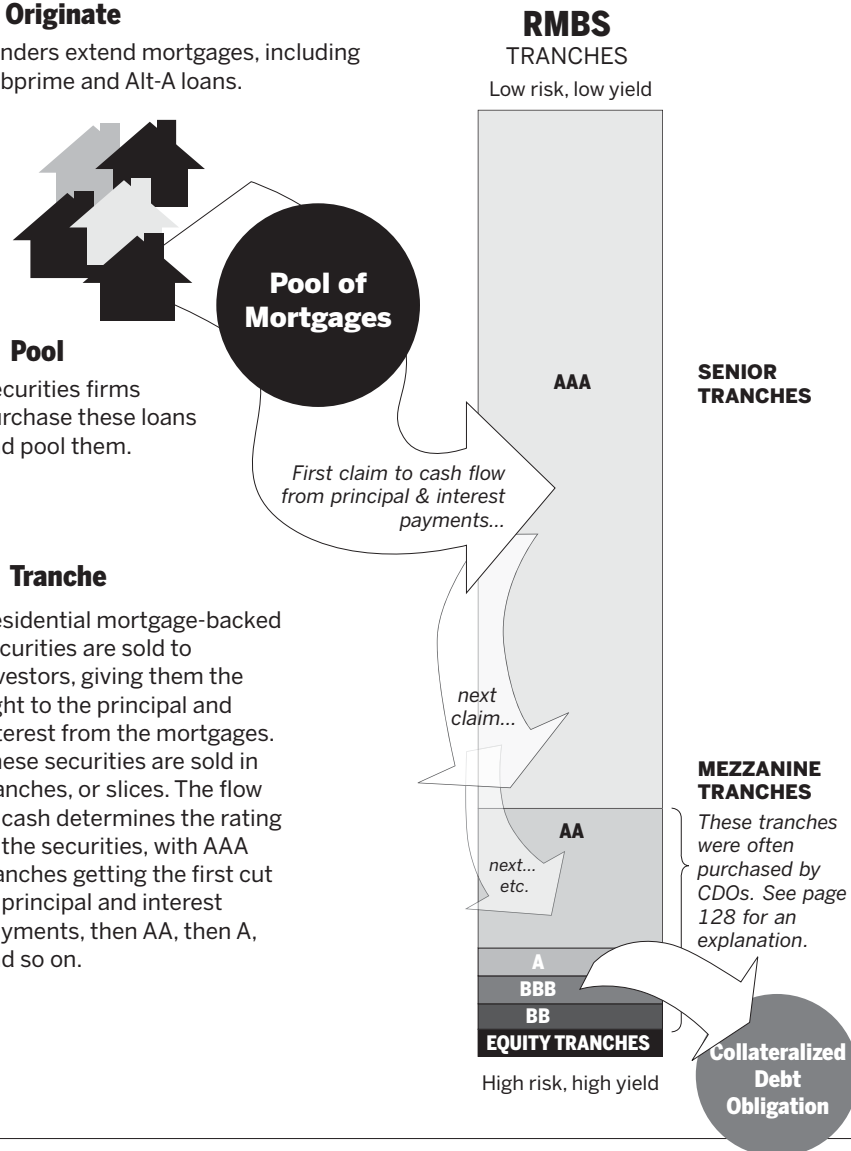 Originate
nders extend mortgages, including
bprime and Alt-A loans.
RMBS
TRANCHES
Low risk, low yield
Pool of
Mortgages
Pool
ecurities firms
urchase these loans
d pool them.
AAA
SENIOR
TRANCHES
First claim to cash flow
from principal & interest
payments...
Tranche
esidential mortgage-backed
curities are sold to
vestors, giving them the
ght to the principal and
terest from the mortgages.
hese securities are sold in
anches, or slices. The flow
cash determines the rating
the securities, with AAA
anches getting the first cut
principal and interest
yments, then AA, then A,
d so on.
next
claim...
next...
etc.
AA
A
BBB
BB
EQUITY TRANCHES
High risk, high yield
MEZZANINE
TRANCHES
These tranches
were often
purchased by
CDOs. See page
128 for an
explanation.
Collateralized
Debt
Obligation